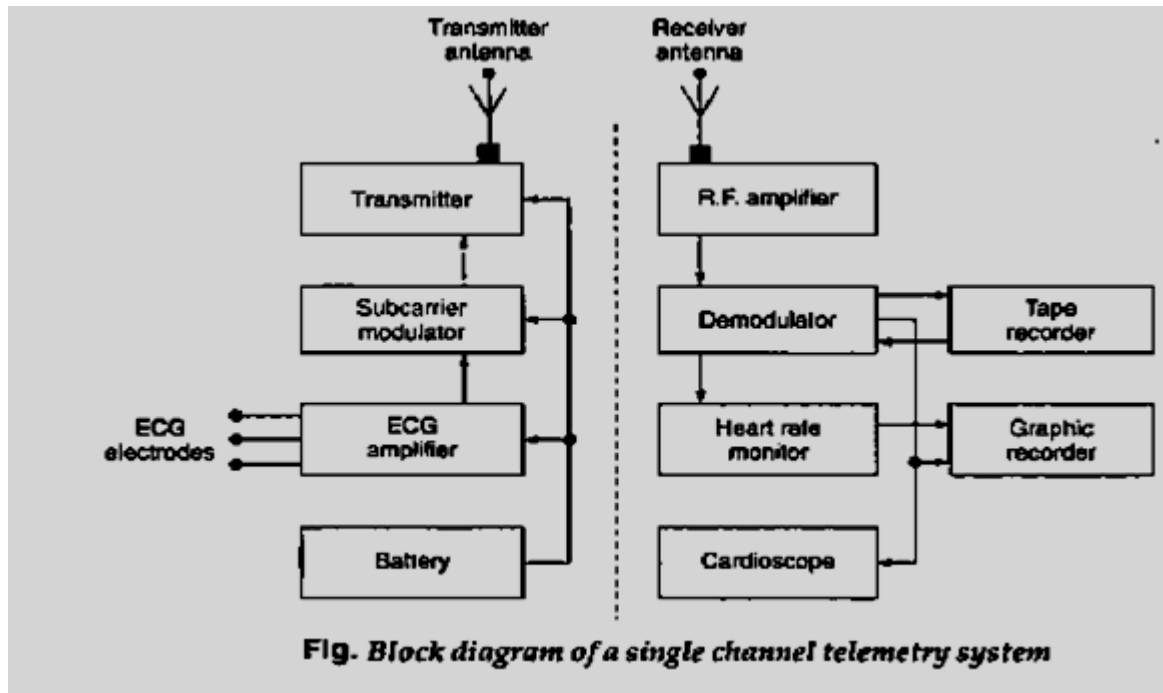 Transmitter
antenna
Receiver
antenna
Transmitter
R.F. amplifier
Subcarrier
modulator
Demodulator
Tape
recorder
ECG
electrodes
ECG
amplifier
Heart rate
monitor
Graphic
recorder
Battery
Cardioscope
Fig. Block diagram of a single channel telemetry system